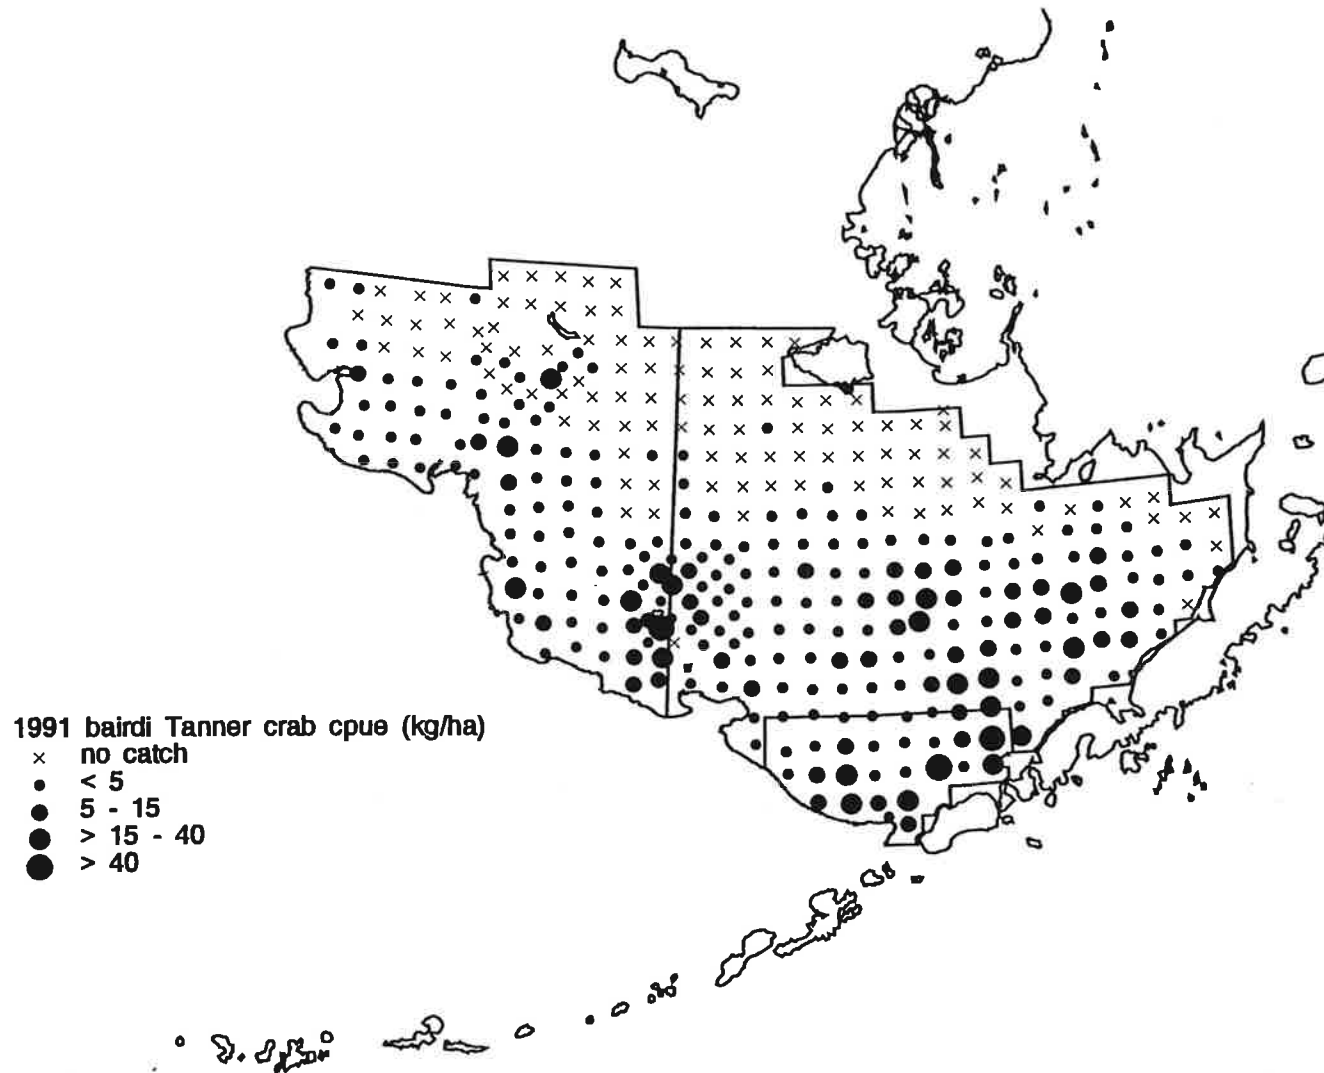 1991 bairdi Tanner crab cpue (kg/ha)
× no catch
< 5
5 - 15
> 15 - 40
> 40